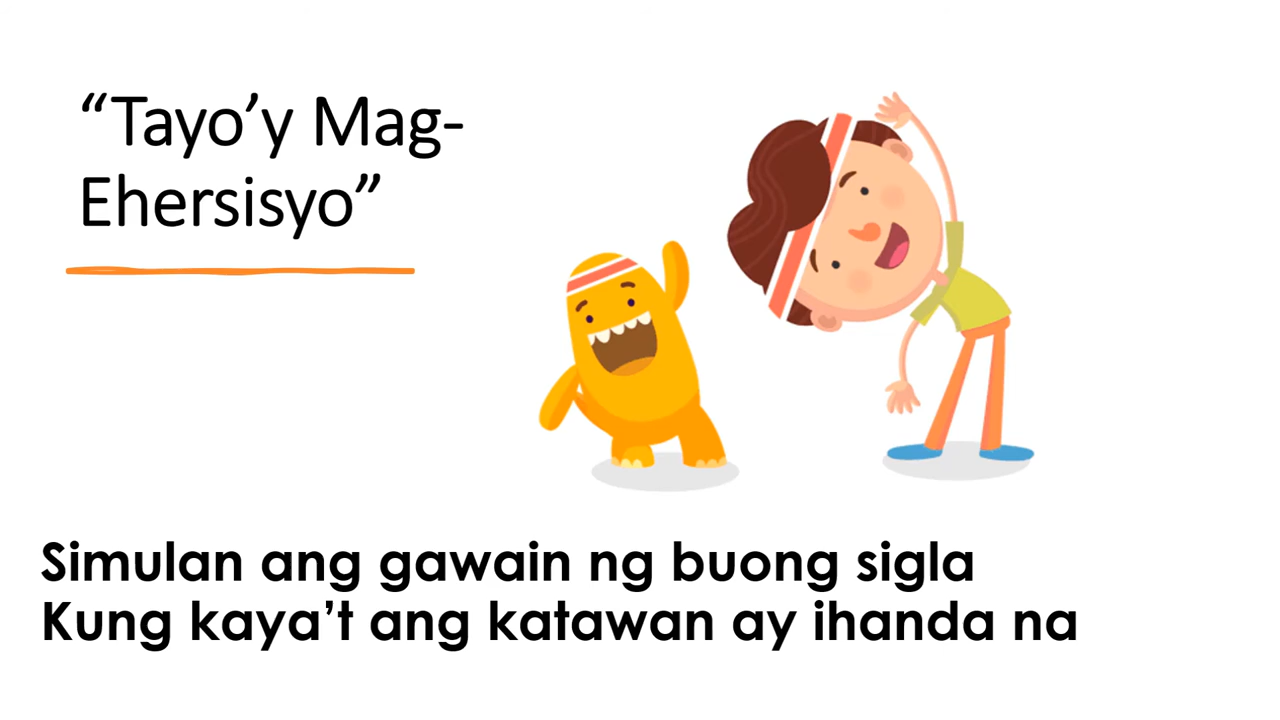 “Tayo’y Mag-
Ehersisyo”
Simulan ang gawain ng buong sigla
Kung kaya’t ang katawan ay ihanda na